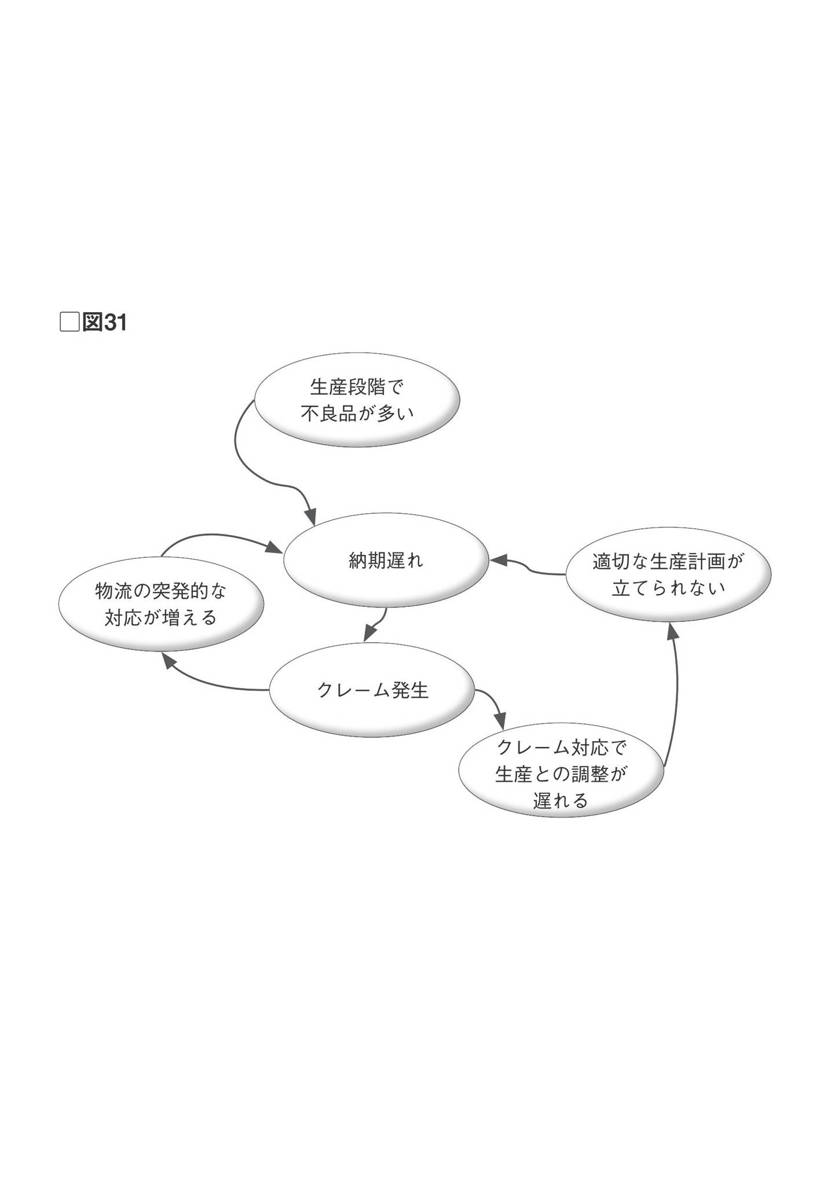 □図31
生産段階で
不良品が多い
納期遅れ
適切な生産計画が
立てられない
物流の突発的な
対応が増える
クレーム発生
クレーム対応で
生産との調整が
遅れる